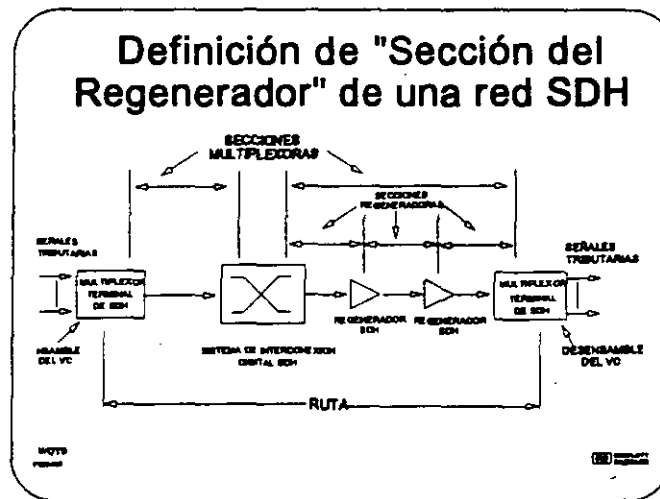 Definición de "Sección del
Regenerador" de una red SDH
SECCIONES
MULTIPLEXORAS
SECCIONES
REGENERADORAS
SEÑALES
TRIBUTARIAS
SEÑALES
TRIBUTARIAS
MULTIPLEXOR
TERMINAL
DE SDH
MULTIPLEXOR
TERMINAL
DE SDH
REGENERADOR
SDH
REGENERADOR
SDH
SISTEMA DE INTERCONEXION
DIGITAL SDH
ENSAMBLE
DEL VC
DESENSAMBLE
DEL VC
RUTA
HEWLETT
PACKARD